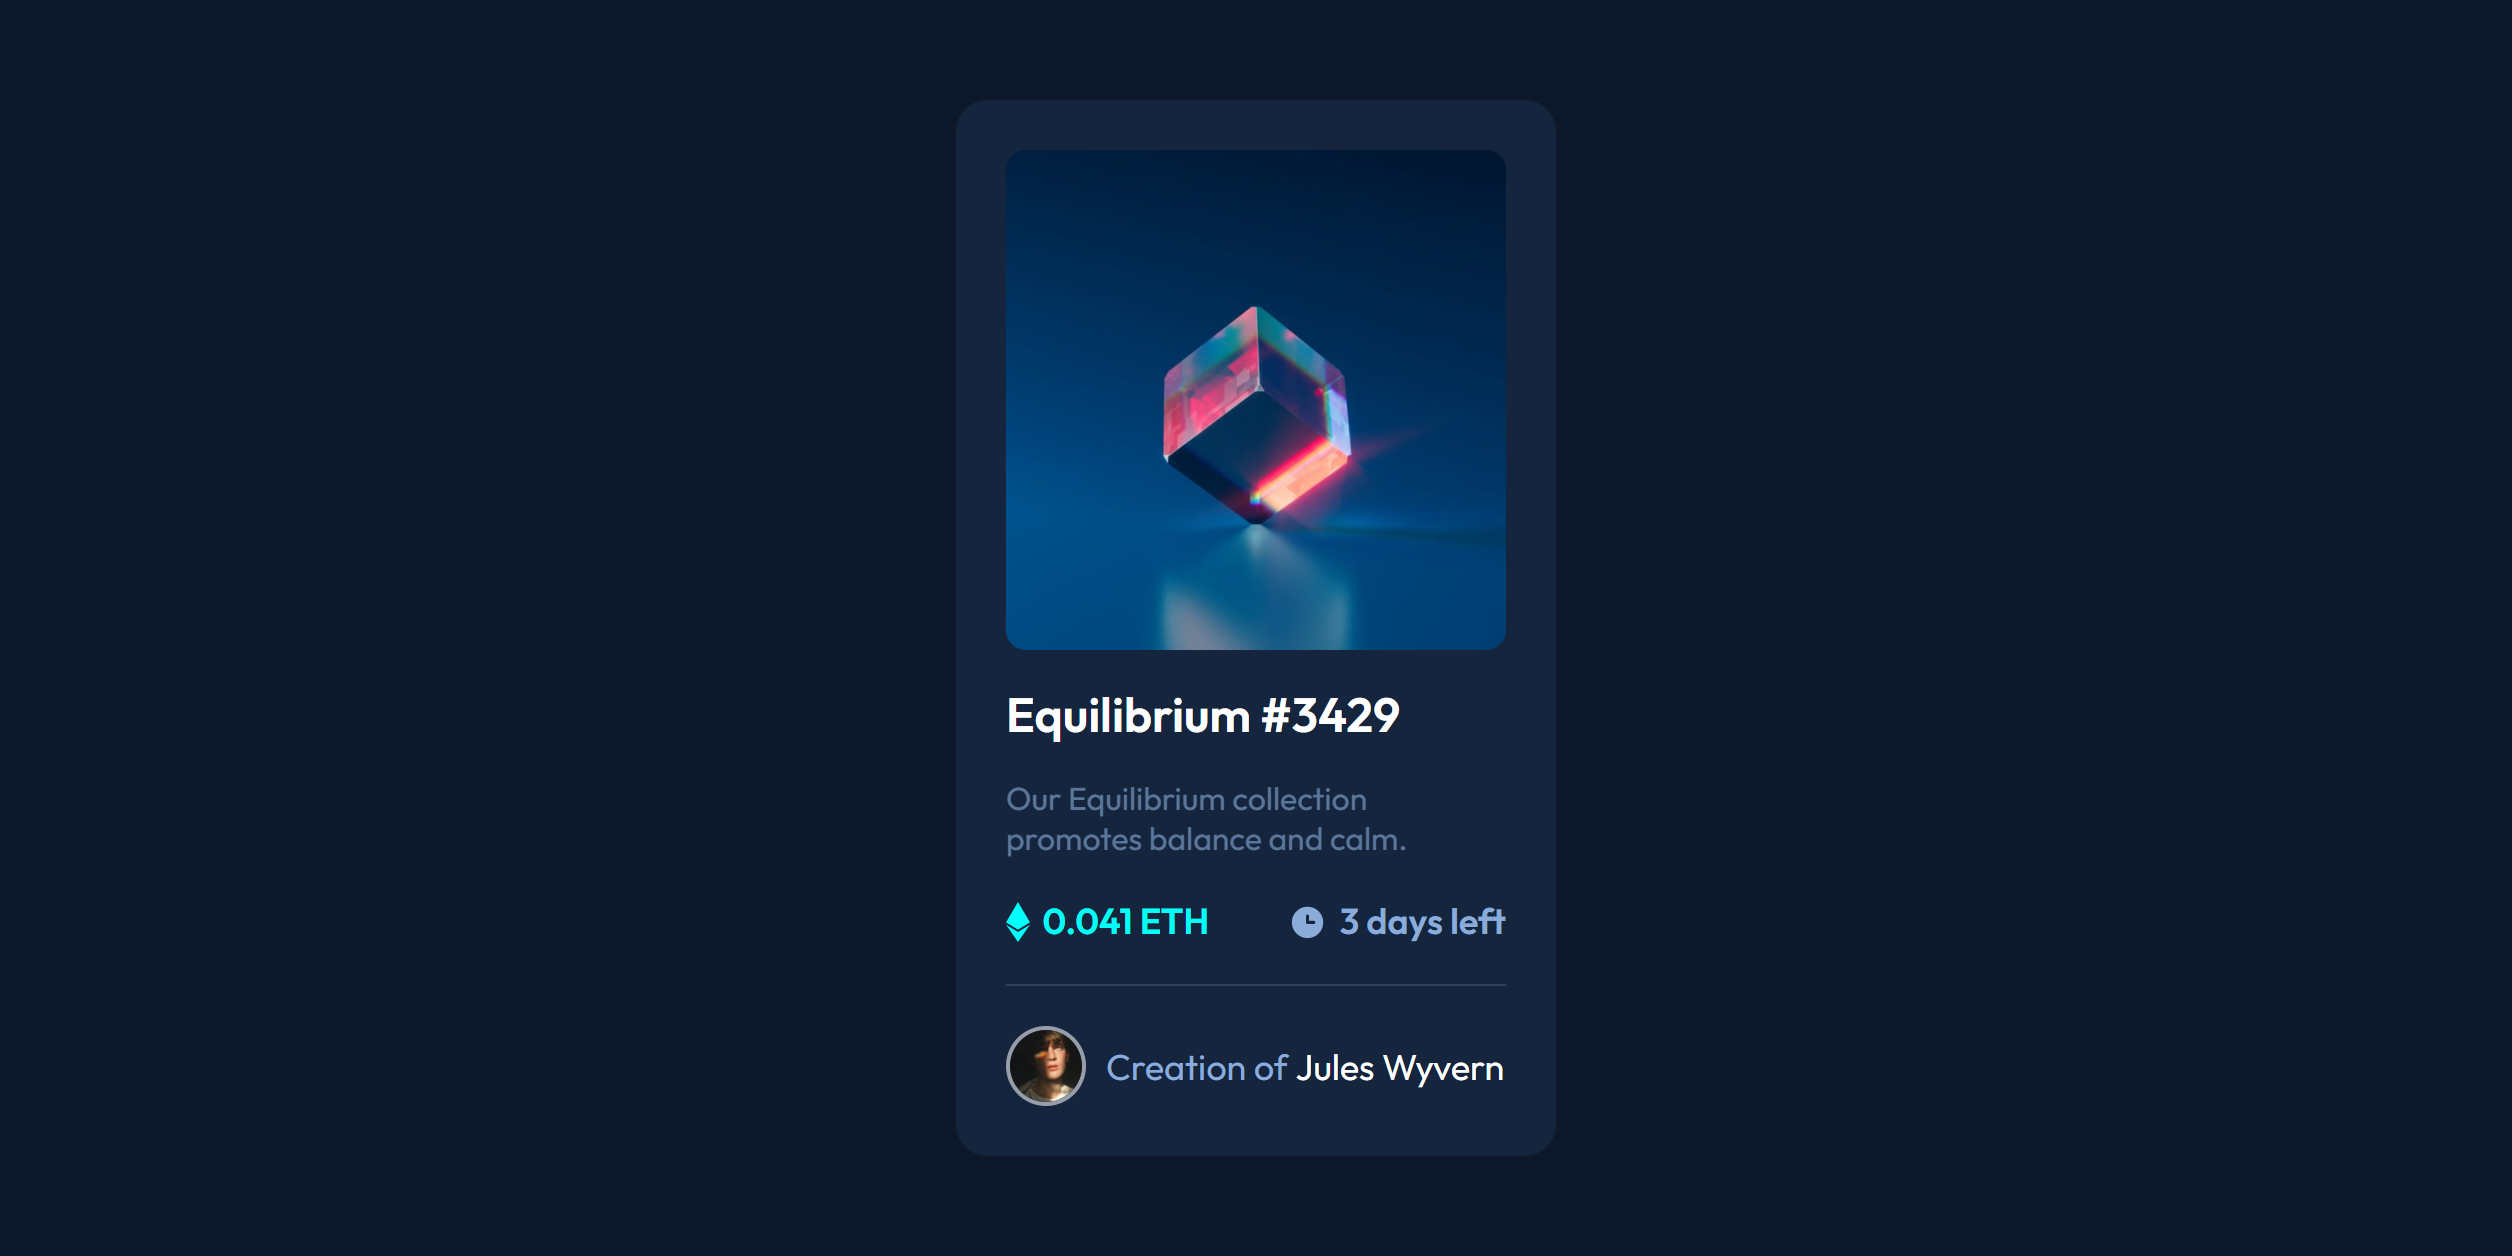 Equilibrium #3429
Our Equilibrium collection
promotes balance and calm.
0.041 ETH
3 days left
Creation of Jules Wyvern